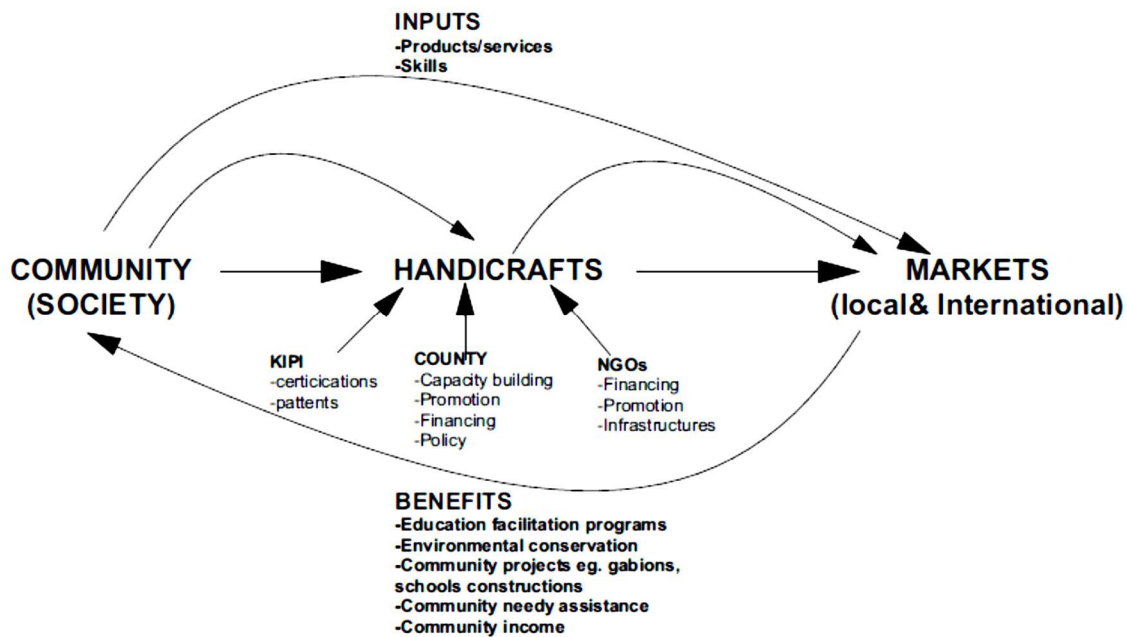 INPUTS
-Products/services
-Skills
COMMUNITY
(SOCIETY)
HANDICRAFTS
MARKETS
(local& International)
KIPI
-certicications
-pattents
COUNTY
-Capacity building
-Promotion
-Financing
-Policy
NGOs
-Financing
-Promotion
-Infrastructures
BENEFITS
-Education facilitation programs
-Environmental conservation
-Community projects eg. gabions,
schools constructions
-Community needy assistance
-Community income